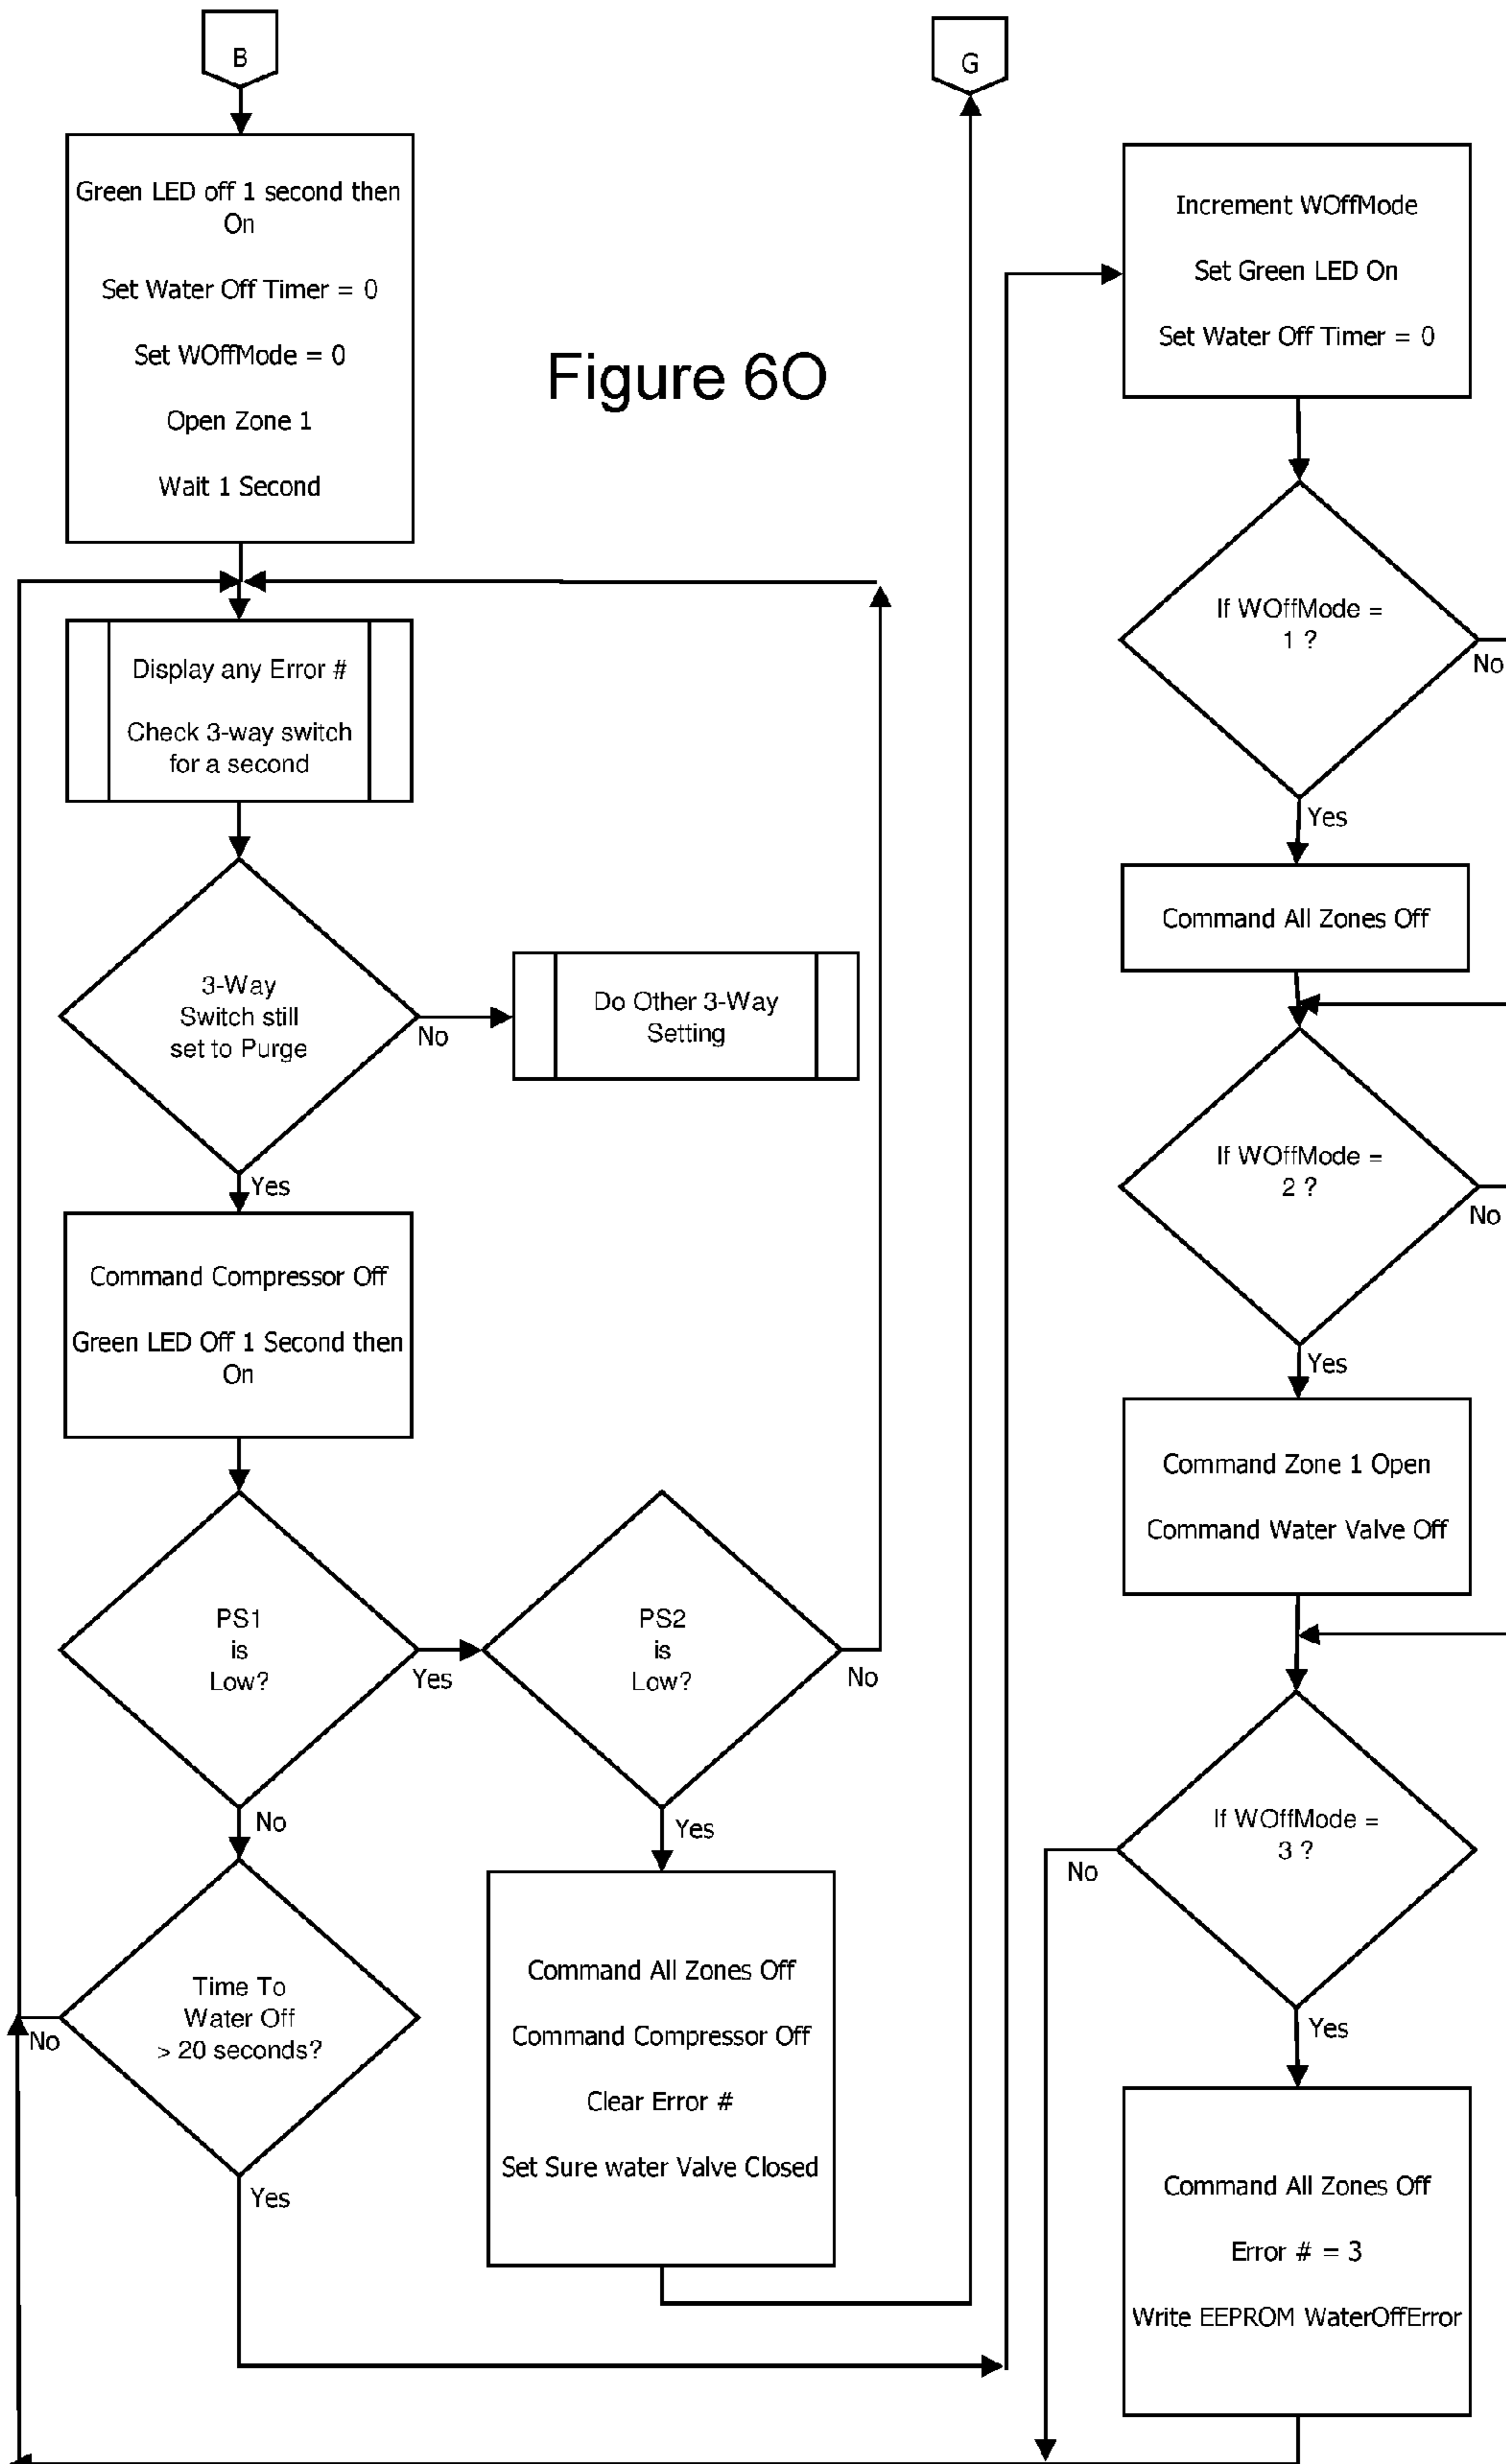 B
Green LED off 1 second then
On
Set Water Off Timer = 0
Set WOffMode = 0
Open Zone 1
Wait 1 Second
Display any Error #
Check 3-way switch
for a second
3-Way
Switch still
set to Purge
No
Do Other 3-Way
Setting
Yes
Command Compressor Off
Green LED Off 1 Second then
On
PS1
is
Low?
Yes
PS2
is
Low?
No
No
Yes
Time To
Water Off
> 20 seconds?
No
Yes
Command All Zones Off
Command Compressor Off
Clear Error #
Set Sure water Valve Closed
G
Figure 6O
Increment WOffMode
Set Green LED On
Set Water Off Timer = 0
If WOffMode =
1 ?
No
Yes
Command All Zones Off
If WOffMode =
2 ?
No
Yes
Command Zone 1 Open
Command Water Valve Off
If WOffMode =
3 ?
No
Yes
Command All Zones Off
Error # = 3
Write EEPROM WaterOffError